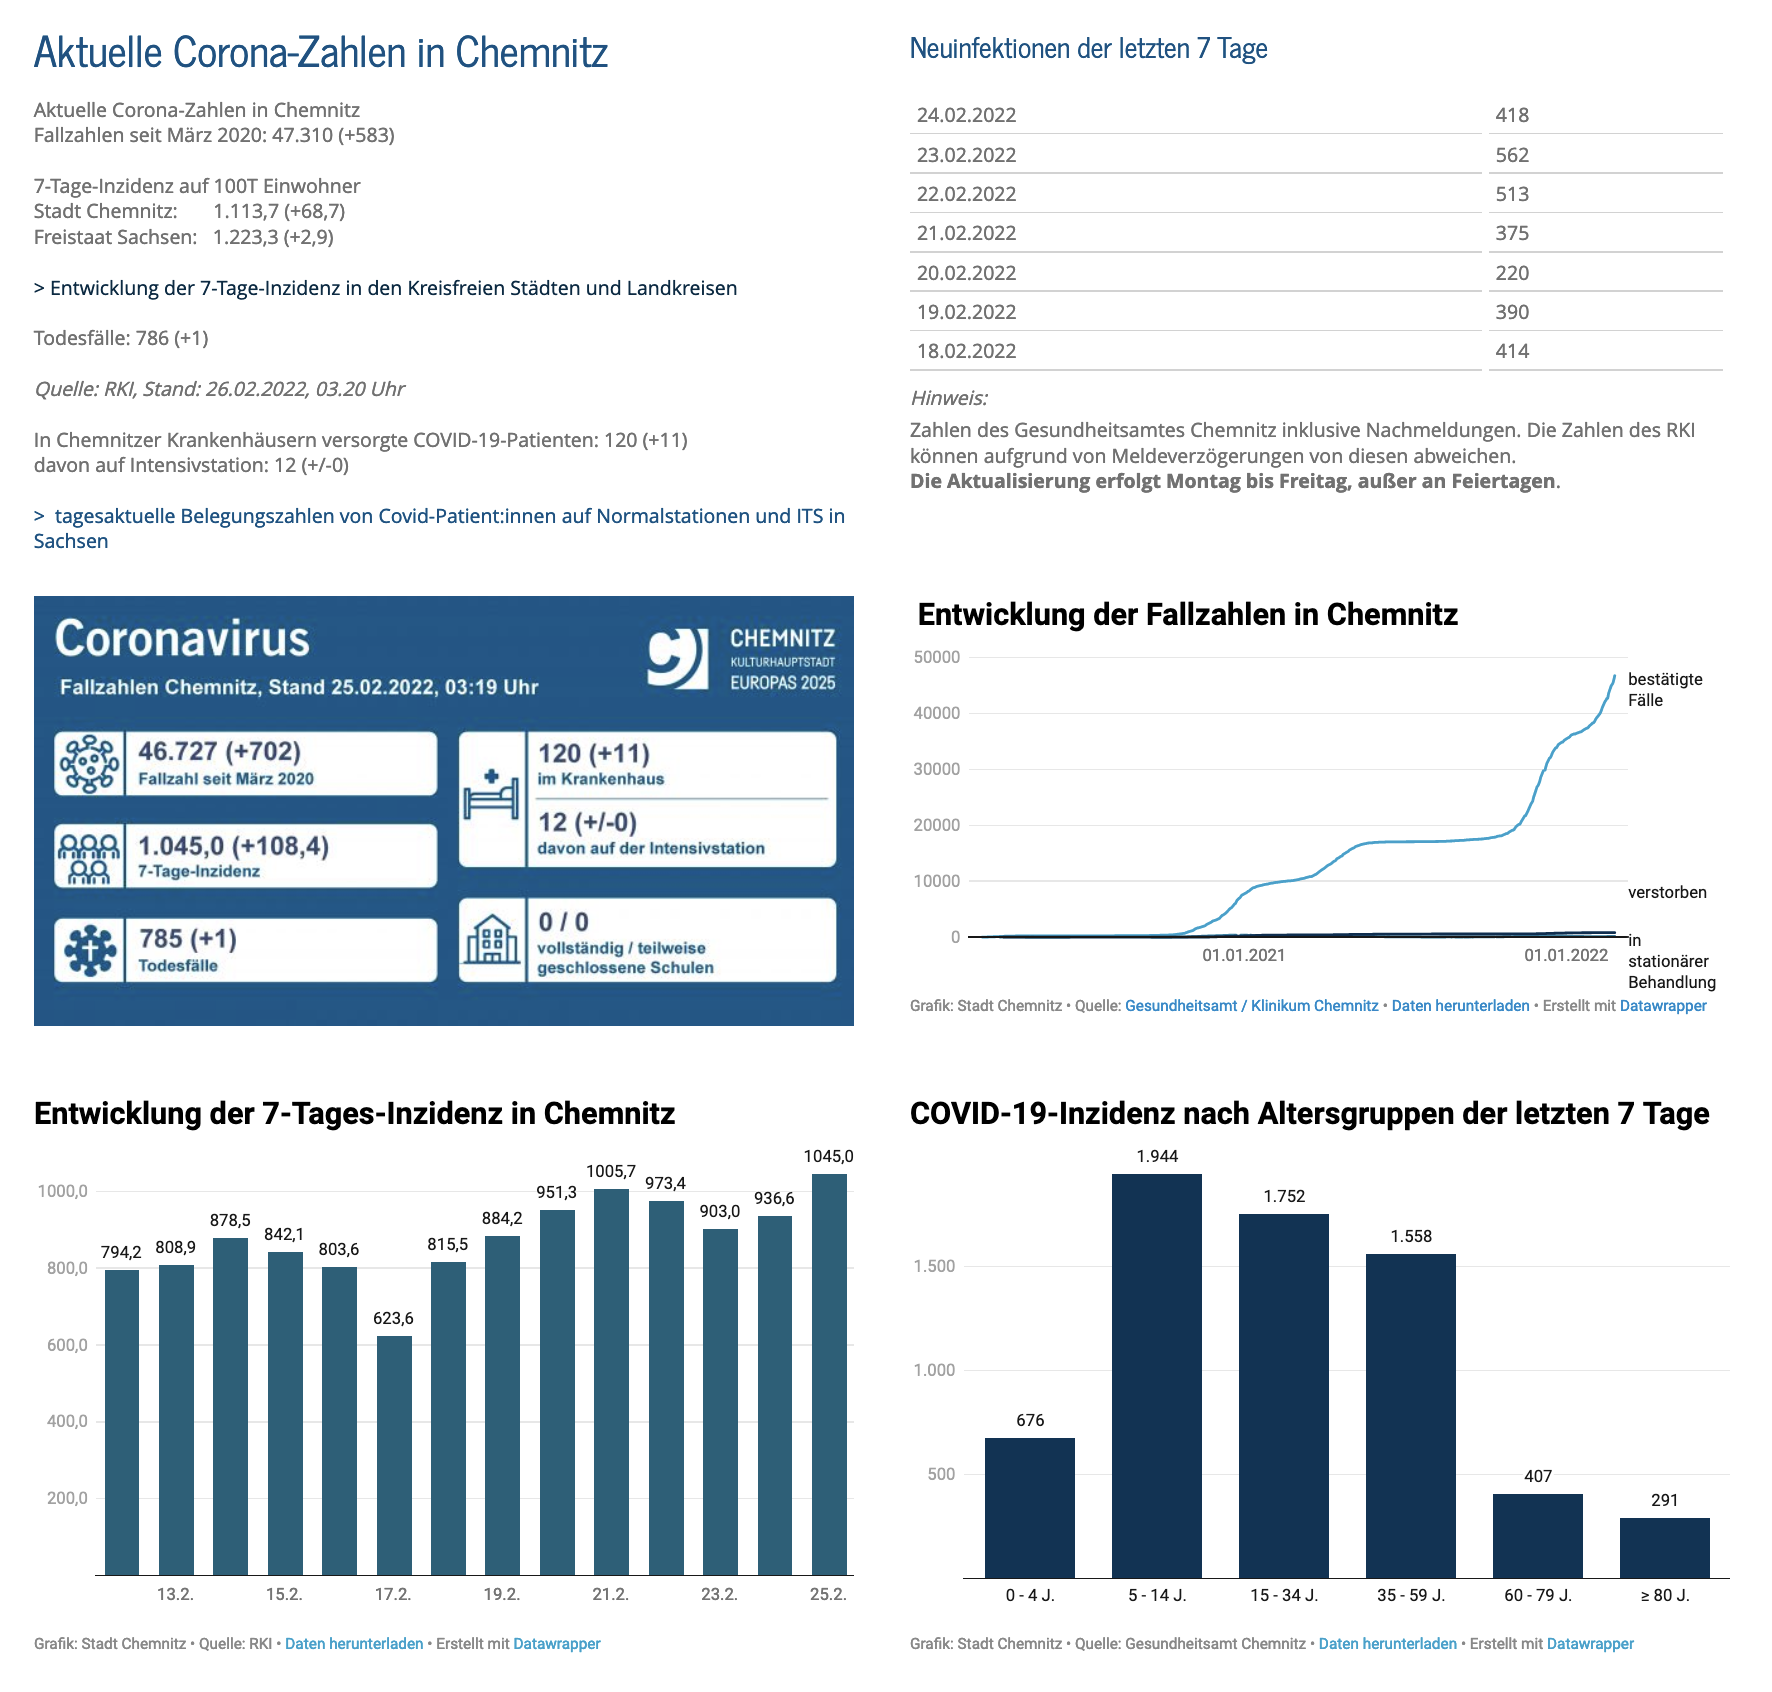 Aktuelle Corona-Zahlen in Chemnitz
Aktuelle Corona-Zahlen in Chemnitz
Fallzahlen seit März 2020: 47.310 (+583)
7-Tage-Inzidenz auf 100T Einwohner
Stadt Chemnitz: 1.113,7 (+68,7)
Freistaat Sachsen: 1.223,3 (+2,9)
> Entwicklung der 7-Tage-Inzidenz in den Kreisfreien Städten und Landkreisen
Todesfälle: 786 (+1)
Quelle: RKI, Stand: 26.02.2022, 03.20 Uhr
In Chemnitzer Krankenhäusern versorgte COVID-19-Patienten: 120 (+11)
davon auf Intensivstation: 12 (+/-0)
> tagesaktuelle Belegungszahlen von Covid-Patient:innen auf Normalstationen und ITS in
Sachsen
Neuinfektionen der letzten 7 Tage
24.02.2022 418
23.02.2022 562
22.02.2022 513
21.02.2022 375
20.02.2022 220
19.02.2022 390
18.02.2022 414
Hinweis:
Zahlen des Gesundheitsamtes Chemnitz inklusive Nachmeldungen. Die Zahlen des RKI
können aufgrund von Meldeverzögerungen von diesen abweichen.
Die Aktualisierung erfolgt Montag bis Freitag, außer an Feiertagen.
Coronavirus
Fallzahlen Chemnitz, Stand 25.02.2022, 03:19 Uhr
CHEMNITZ
KULTURHAUPTSTADT
EUROPAS 2025
46.727 (+702)
Fallzahl seit März 2020
1.045,0 (+108,4)
7-Tage-Inzidenz
785 (+1)
Todesfälle
120 (+11)
im Krankenhaus
12 (+/-0)
davon auf der Intensivstation
0 / 0
vollständig / teilweise
geschlossene Schulen
Entwicklung der Fallzahlen in Chemnitz
50000
40000
30000
20000
10000
0
bestätigte
Fälle
verstorben
in
stationärer
Behandlung
01.01.2021 01.01.2022
Grafik: Stadt Chemnitz • Quelle: Gesundheitsamt / Klinikum Chemnitz • Daten herunterladen • Erstellt mit Datawrapper
Entwicklung der 7-Tages-Inzidenz in Chemnitz
1000,0
800,0
600,0
400,0
200,0
794,2 808,9 878,5 842,1 803,6 623,6 815,5 884,2 951,3 1005,7 973,4 903,0 936,6 1045,0
13.2. 15.2. 17.2. 19.2. 21.2. 23.2. 25.2.
Grafik: Stadt Chemnitz • Quelle: RKI • Daten herunterladen • Erstellt mit Datawrapper
COVID-19-Inzidenz nach Altersgruppen der letzten 7 Tage
1.500
1.000
500
676 1.944 1.752 1.558 407 291
0 - 4 J. 5 - 14 J. 15 - 34 J. 35 - 59 J. 60 - 79 J. ≥ 80 J.
Grafik: Stadt Chemnitz • Quelle: Gesundheitsamt Chemnitz • Daten herunterladen • Erstellt mit Datawrapper